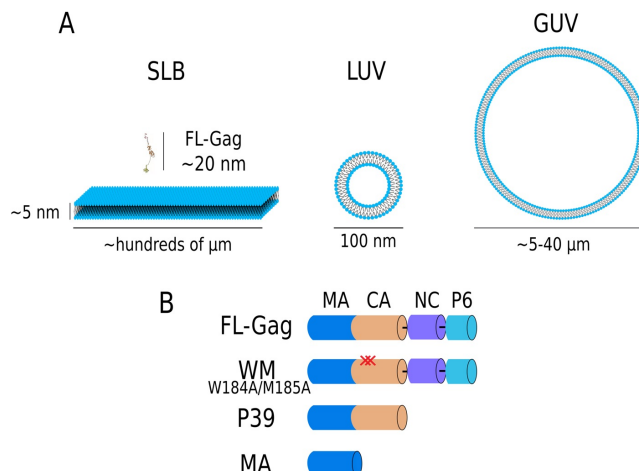 A
SLB
LUV
GUV
FL-Gag
~20 nm
~5 nm
~hundreds of µm
100 nm
~5-40 µm
B
MA CA NC P6
FL-Gag
WM
W184A/M185A
P39
MA